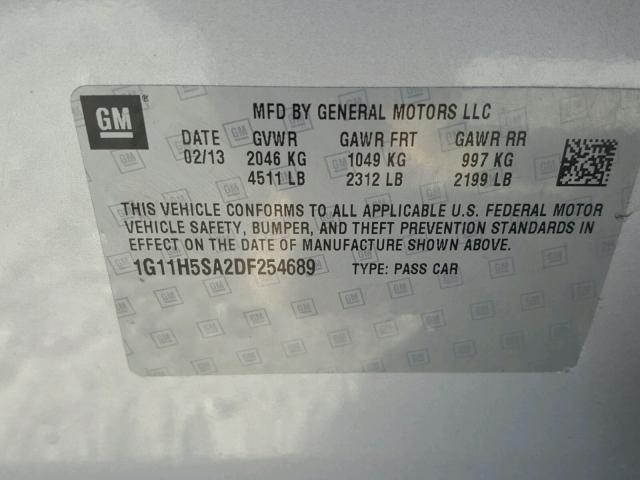 GM ®
MFD BY GENERAL MOTORS LLC
DATE GVWR GAWR FRT GAWR RR
02/13 2046 KG 1049 KG 997 KG
4511 LB 2312 LB 2199 LB
THIS VEHICLE CONFORMS TO ALL APPLICABLE U.S. FEDERAL MOTOR
VEHICLE SAFETY, BUMPER, AND THEFT PREVENTION STANDARDS IN
EFFECT ON THE DATE OF MANUFACTURE SHOWN ABOVE.
1G11H5SA2DF254689 TYPE: PASS CAR